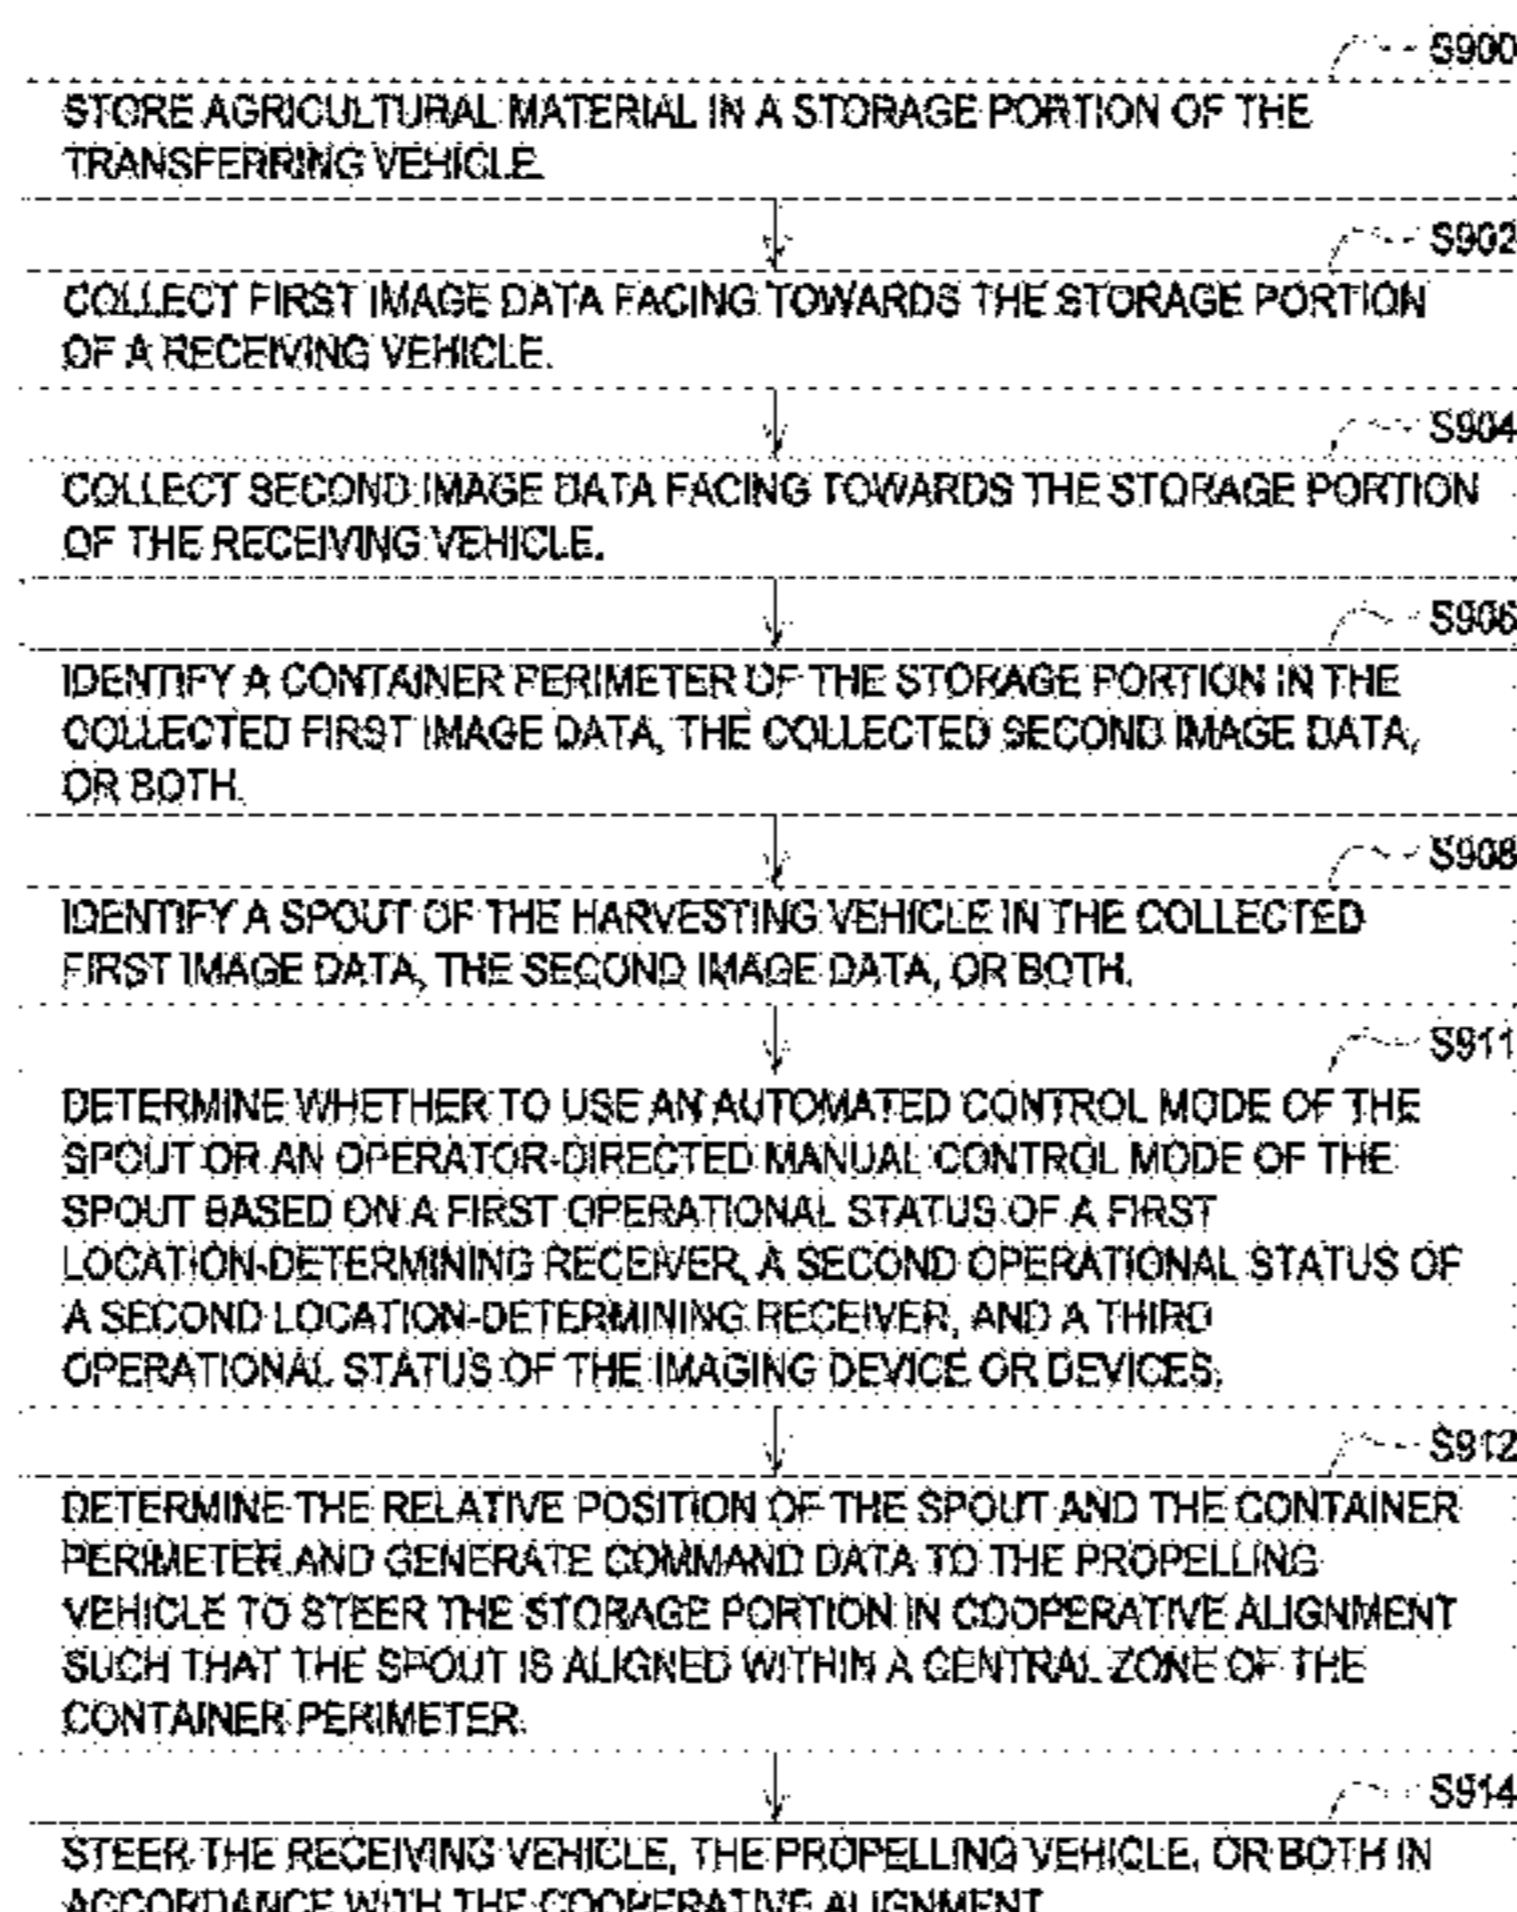 S900
STORE AGRICULTURAL MATERIAL IN A STORAGE PORTION OF THE
TRANSFERRING VEHICLE.
S902
COLLECT FIRST IMAGE DATA FACING TOWARDS THE STORAGE PORTION
OF A RECEIVING VEHICLE.
S904
COLLECT SECOND IMAGE DATA FACING TOWARDS THE STORAGE PORTION
OF THE RECEIVING VEHICLE.
S906
IDENTIFY A CONTAINER PERIMETER OF THE STORAGE PORTION IN THE
COLLECTED FIRST IMAGE DATA, THE COLLECTED SECOND IMAGE DATA,
OR BOTH.
S908
IDENTIFY A SPOUT OF THE HARVESTING VEHICLE IN THE COLLECTED
FIRST IMAGE DATA, THE SECOND IMAGE DATA, OR BOTH.
S911
DETERMINE WHETHER TO USE AN AUTOMATED CONTROL MODE OF THE
SPOUT OR AN OPERATOR-DIRECTED MANUAL CONTROL MODE OF THE
SPOUT BASED ON A FIRST OPERATIONAL STATUS OF A FIRST
LOCATION-DETERMINING RECEIVER, A SECOND OPERATIONAL STATUS OF
A SECOND LOCATION-DETERMINING RECEIVER, AND A THIRD
OPERATIONAL STATUS OF THE IMAGING DEVICE OR DEVICES.
S912
DETERMINE THE RELATIVE POSITION OF THE SPOUT AND THE CONTAINER
PERIMETER AND GENERATE COMMAND DATA TO THE PROPELLING
VEHICLE TO STEER THE STORAGE PORTION IN COOPERATIVE ALIGNMENT
SUCH THAT THE SPOUT IS ALIGNED WITHIN A CENTRAL ZONE OF THE
CONTAINER PERIMETER.
S914
STEER THE RECEIVING VEHICLE, THE PROPELLING VEHICLE, OR BOTH IN
ACCORDANCE WITH THE COOPERATIVE ALIGNMENT